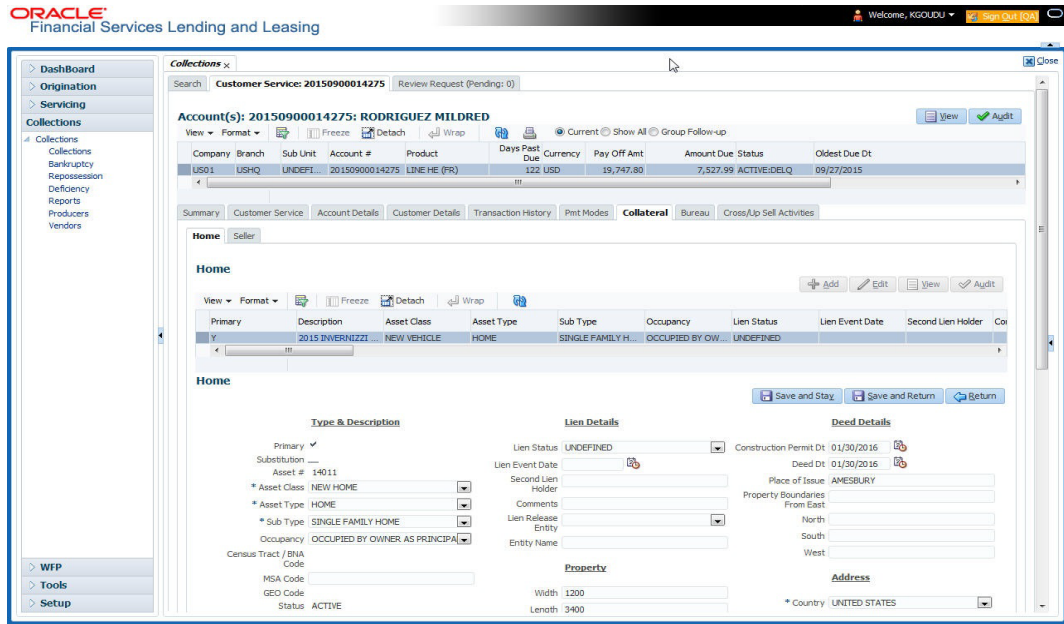 ORACLE®
Financial Services Lending and Leasing
Welcome, KGOUDU
Sign Out [QA]
DashBoard
Origination
Servicing
Collections
Collections
Collections
Bankruptcy
Repossession
Deficiency
Reports
Producers
Vendors
WFP
Tools
Setup
Collections x
Close
Search Customer Service: 20150900014275 Review Request (Pending: 0)
Account(s): 20150900014275: RODRIGUEZ MILDRED
View Audit
View Format Freeze Detach Wrap Current Show All Group Follow-up
Company Branch Sub Unit Account # Product Days Past Due Currency Pay Off Amt Amount Due Status Oldest Due Dt
US01 USHQ UNDEFI... 20150900014275 LINE HE (FR) 122 USD 19,747.80 7,527.99 ACTIVE:DELQ 09/27/2015
Summary Customer Service Account Details Customer Details Transaction History Pmt Modes Collateral Bureau Cross/Up Sell Activities
Home Seller
Home
Add Edit View Audit
View Format Freeze Detach Wrap
Primary Description Asset Class Asset Type Sub Type Occupancy Lien Status Lien Event Date Second Lien Holder Coi
Y 2015 INVERNIZZI ... NEW VEHICLE HOME SINGLE FAMILY H... OCCUPIED BY OW... UNDEFINED
Home
Save and Stay Save and Return Return
Type & Description
Primary
Substitution
Asset # 14011
* Asset Class NEW HOME
* Asset Type HOME
* Sub Type SINGLE FAMILY HOME
Occupancy OCCUPIED BY OWNER AS PRINCIPA
Census Tract / BNA Code
MSA Code
GEO Code
Status ACTIVE
Lien Details
Lien Status UNDEFINED
Lien Event Date
Second Lien Holder
Comments
Lien Release Entity
Entity Name
Property
Width 1200
Length 3400
Deed Details
Construction Permit Dt 01/30/2016
Deed Dt 01/30/2016
Place of Issue AMESBURY
Property Boundaries From East
North
South
West
Address
* Country UNITED STATES